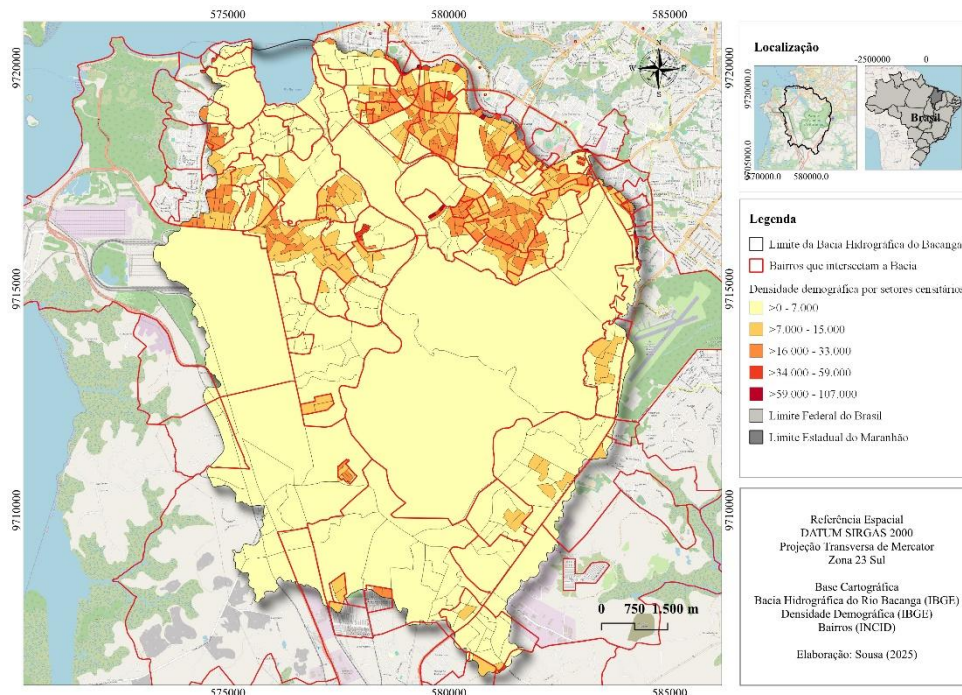 575000
580000
585000
9720000
9715000
9710000
N
W
E
S
9720000
9715000
9710000
0 750 1.500 m
575000
580000
585000
Localização
-2500000 0
9720000.0
9705000.0
570000.0 580000.0
Brasil
Legenda
Limite da Bacia Hidrográfica do Bacanga
Bairros que intersectam a Bacia
Densidade demográfica por setores censitários
>0 - 7.000
>7.000 - 15.000
>16.000 - 33.000
>34.000 - 59.000
>59.000 - 107.000
Limite Federal do Brasil
Limite Estadual do Maranhão
Referência Espacial
DATUM SIRGAS 2000
Projeção Transversa de Mercator
Zona 23 Sul
Base Cartográfica
Bacia Hidrográfica do Rio Bacanga (IBGE)
Densidade Demográfica (IBGE)
Bairros (INCID)
Elaboração: Sousa (2025)